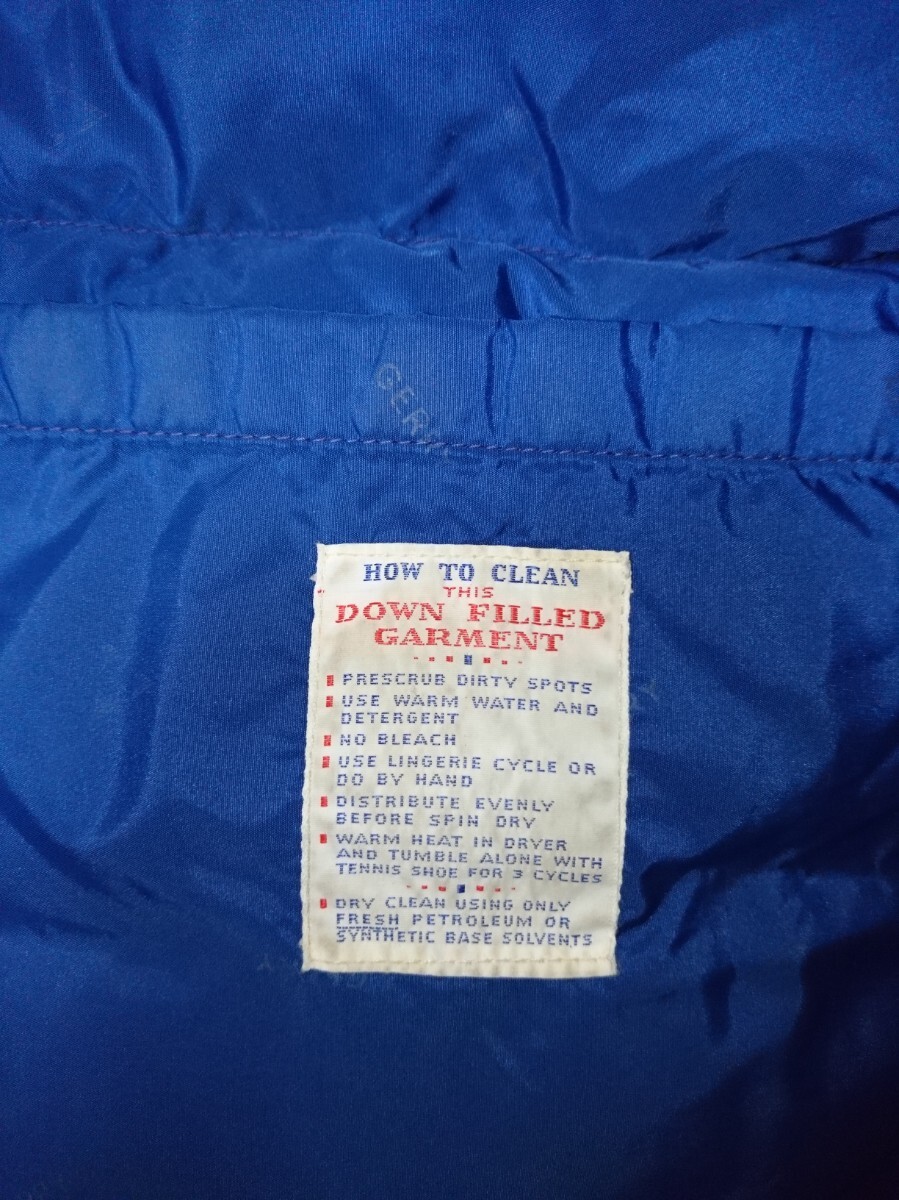 GER
HOW TO CLEAN
THIS
DOWN FILLED
GARMENT
PRESCRUB DIRTY SPOTS
USE WARM WATER AND
DETERGENT
NO BLEACH
USE LINGERIE CYCLE OR
DO BY HAND
DISTRIBUTE EVENLY
BEFORE SPIN DRY
WARM HEAT IN DRYER
AND TUMBLE ALONE WITH
TENNIS SHOE FOR 3 CYCLES
DRY CLEAN USING ONLY
FRESH PETROLEUM OR
SYNTHETIC BASE SOLVENTS